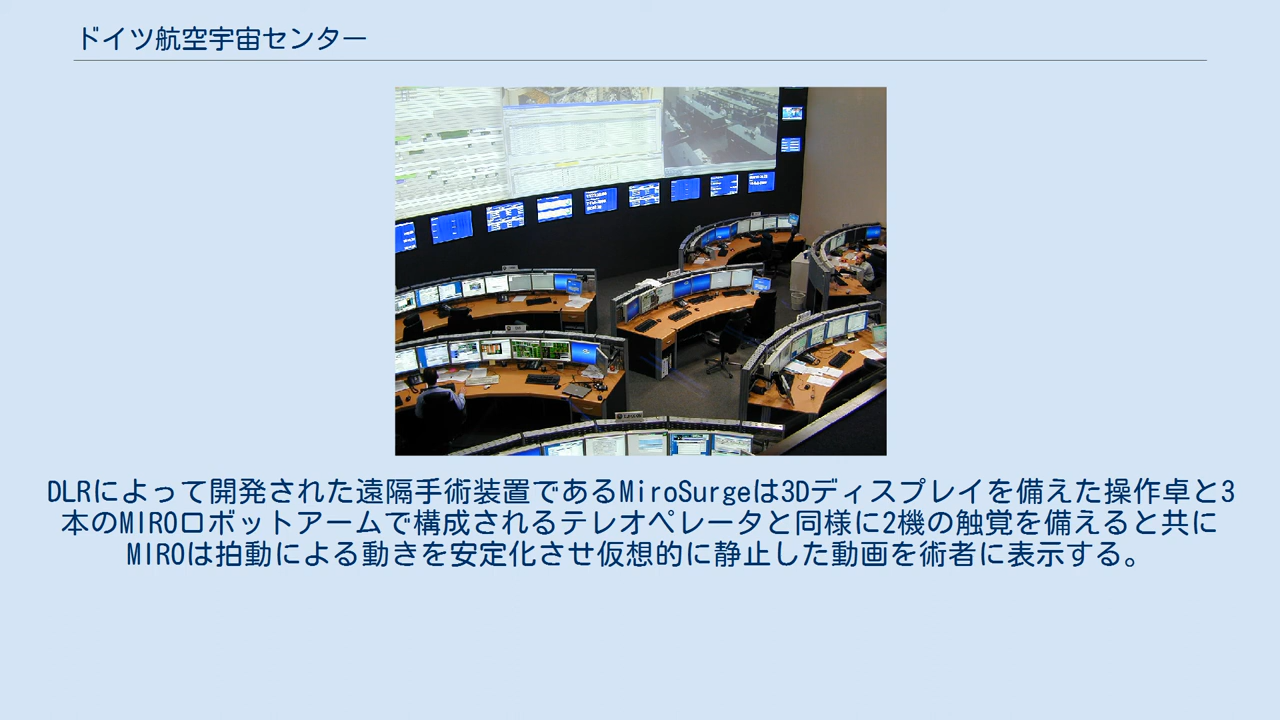 ドイツ航空宇宙センター
DLRによって開発された遠隔手術装置であるMiroSurgeは3Dディスプレイを備えた操作卓と3
本のMIROロボットアームで構成されるテレオペレータと同様に2機の触覚を備えると共に
MIROは拍動による動きを安定化させ仮想的に静止した動画を術者に表示する。